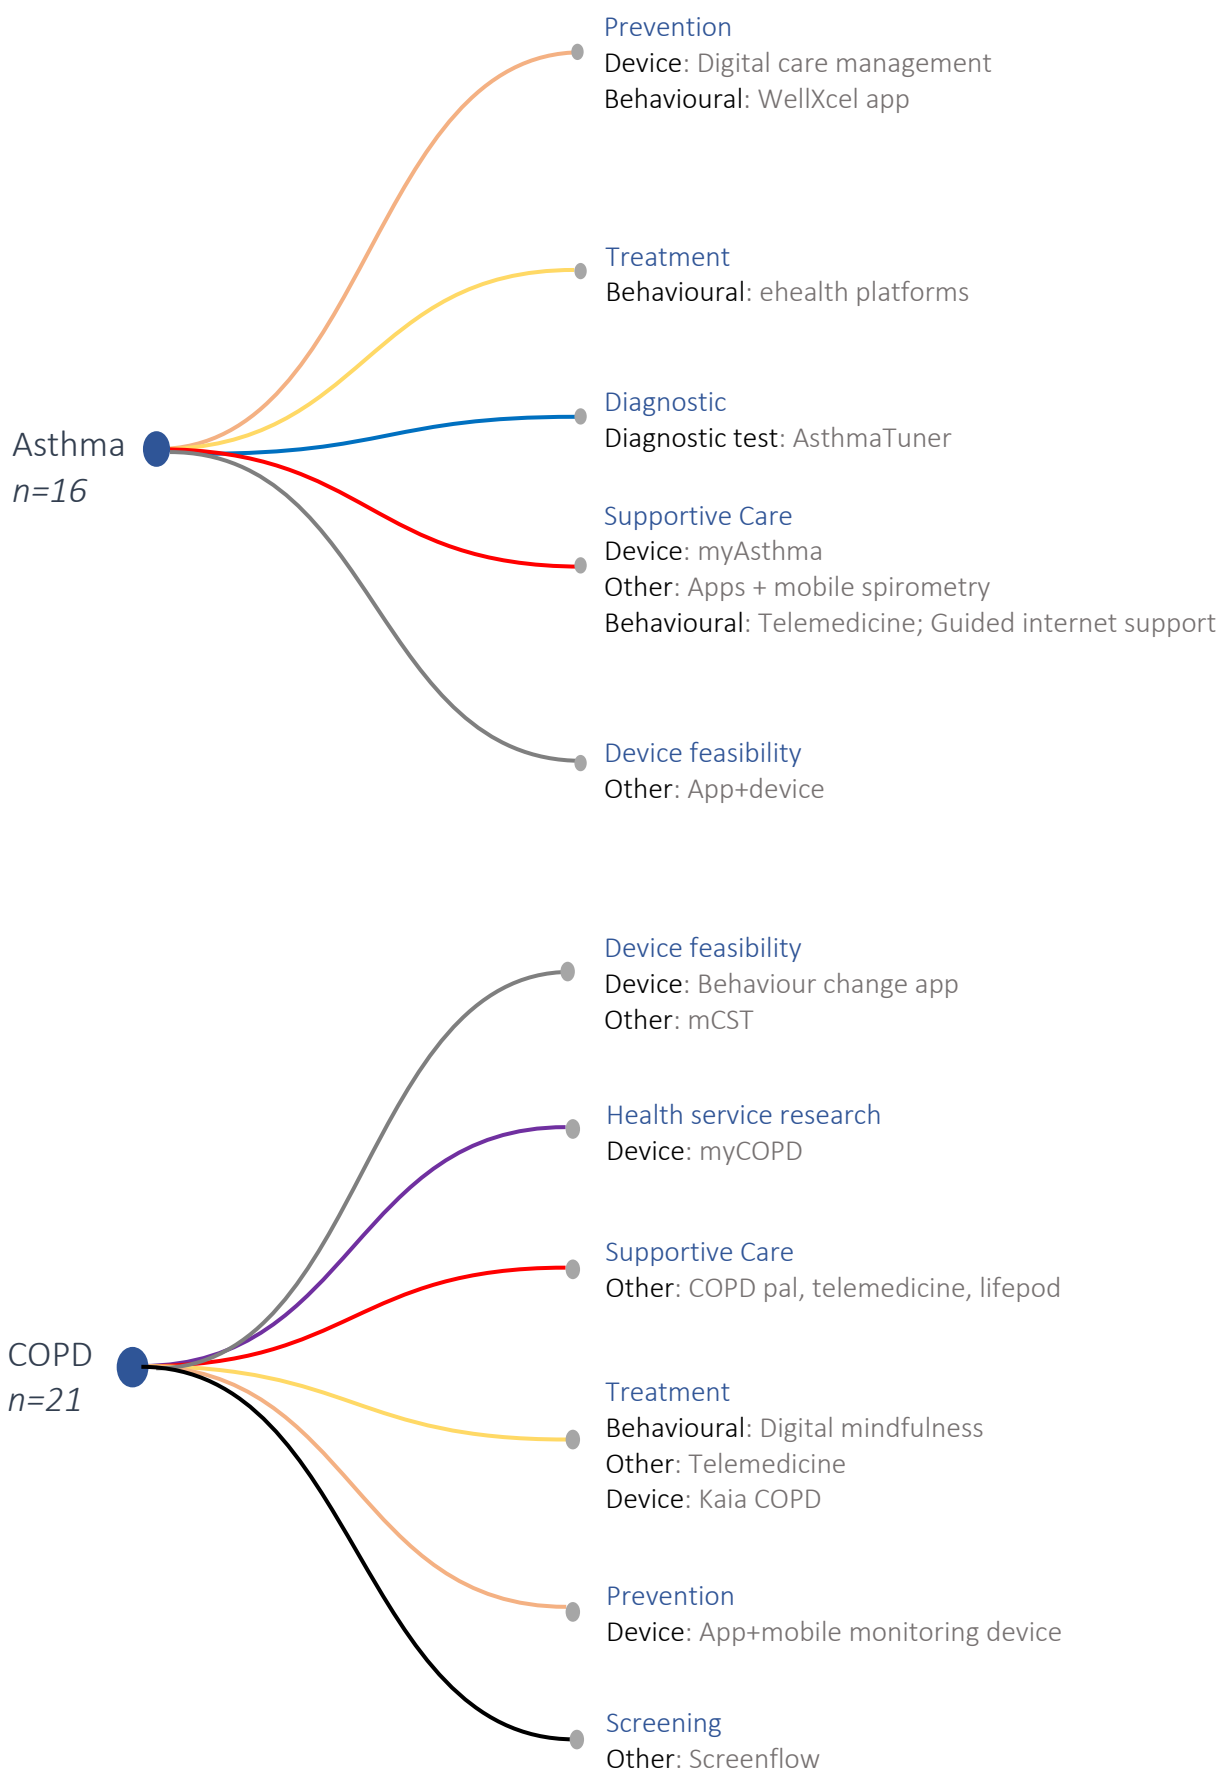 Prevention
Device: Digital care management
Behavioural: WellXcel app
Treatment
Behavioural: ehealth platforms
Diagnostic
Diagnostic test: AsthmaTuner
Asthma
n=16
Supportive Care
Device: myAsthma
Other: Apps + mobile spirometry
Behavioural: Telemedicine; Guided internet support
Device feasibility
Other: App+device
Device feasibility
Device: Behaviour change app
Other: mCST
Health service research
Device: myCOPD
Supportive Care
Other: COPD pal, telemedicine, lifepod
COPD
n=21
Treatment
Behavioural: Digital mindfulness
Other: Telemedicine
Device: Kaia COPD
Prevention
Device: App+mobile monitoring device
Screening
Other: Screenflow